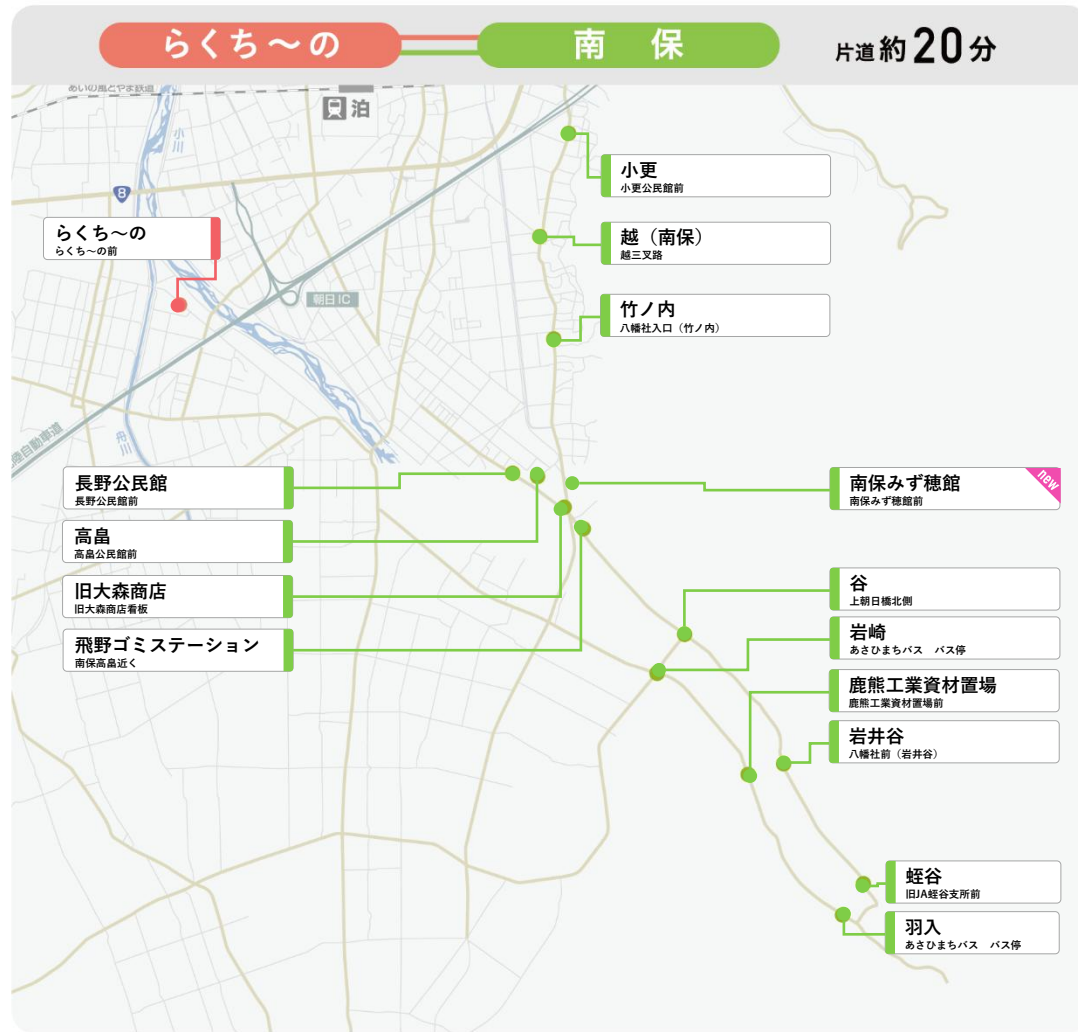 らくち～の
南 保
片道約20分
あいの風とやま鉄道
泊
小川
8
小更
小更公民館前
らくち～の
らくち～の前
越（南保）
越三叉路
朝日IC
竹ノ内
八幡社入口（竹ノ内）
陸自動車道
舟川
長野公民館
長野公民館前
南保みず穂館
南保みず穂館前
new
高畠
高畠公民館前
旧大森商店
旧大森商店看板
谷
上朝日橋北側
飛野ゴミステーション
南保高畠近く
岩崎
あさひまちバス　バス停
鹿熊工業資材置場
鹿熊工業資材置場前
岩井谷
八幡社前（岩井谷）
蛭谷
旧JA蛭谷支所前
羽入
あさひまちバス　バス停